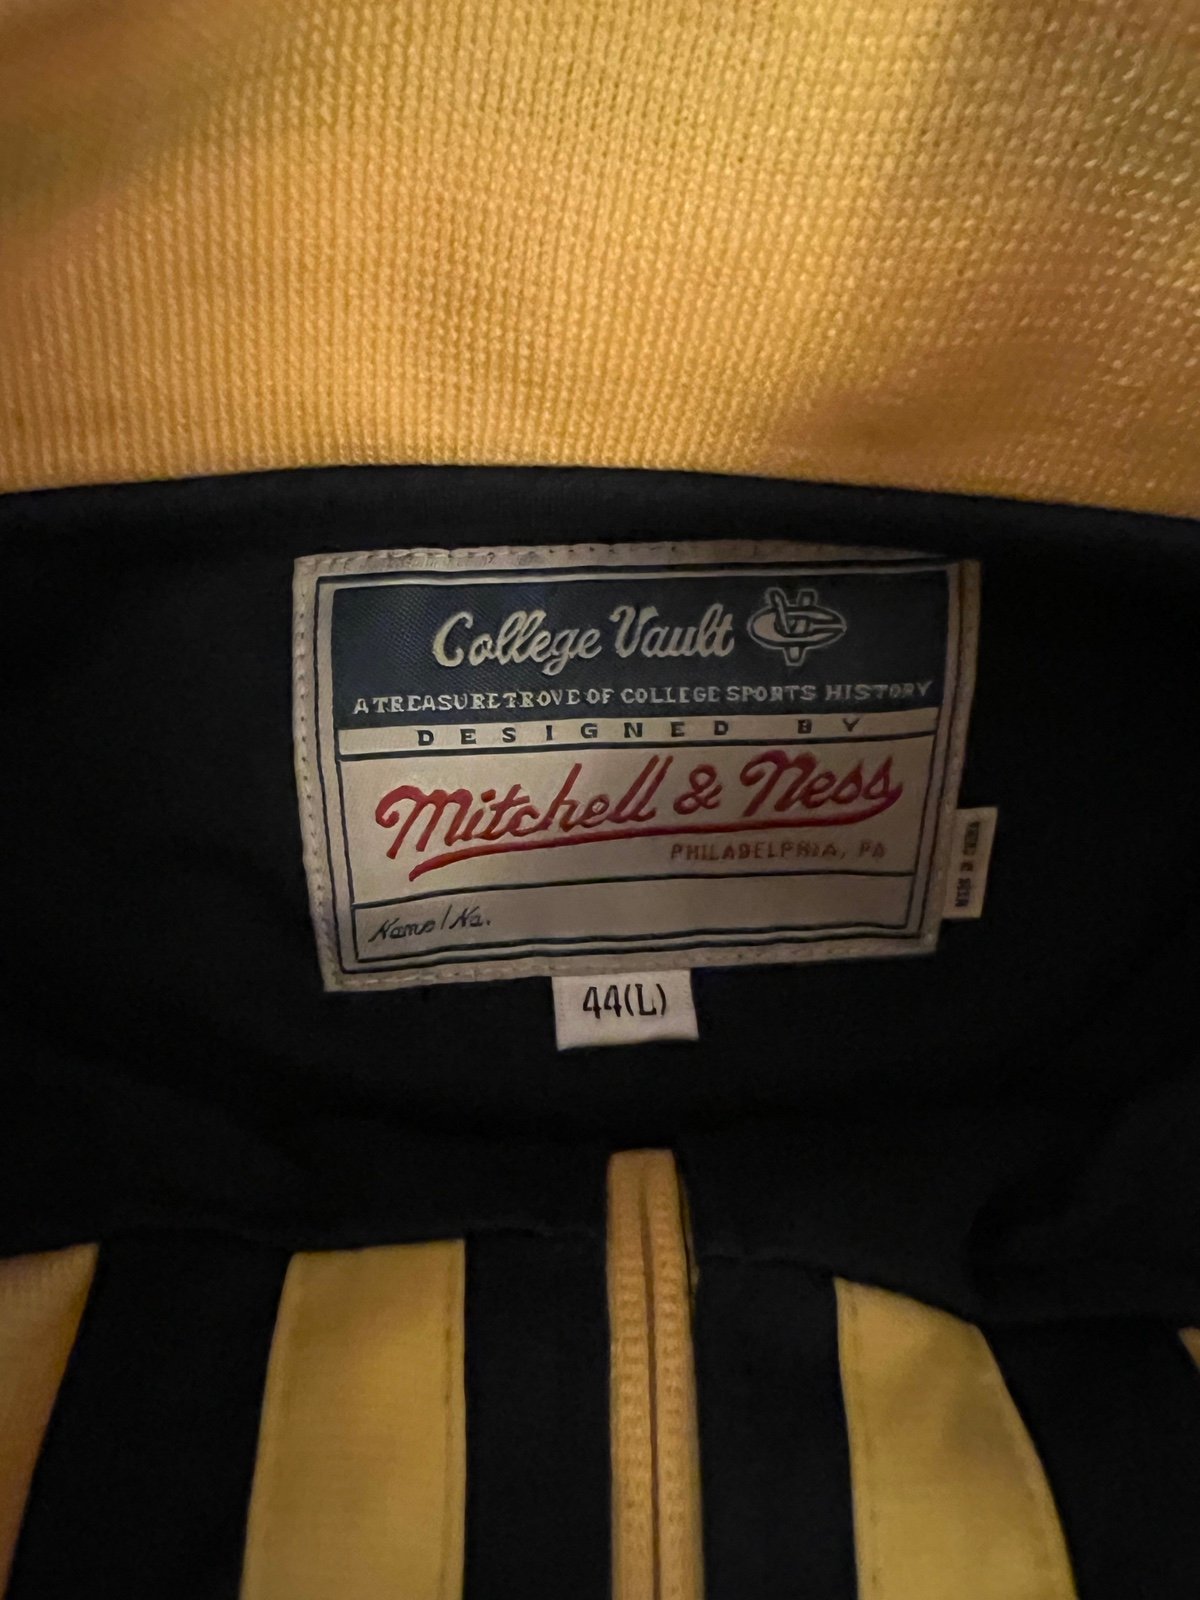 College Vault
A TREASURE TROVE OF COLLEGE SPORTS HISTORY
DESIGNED BY
Mitchell & Ness
PHILADELPHIA, PA
Name/No.
44(L)